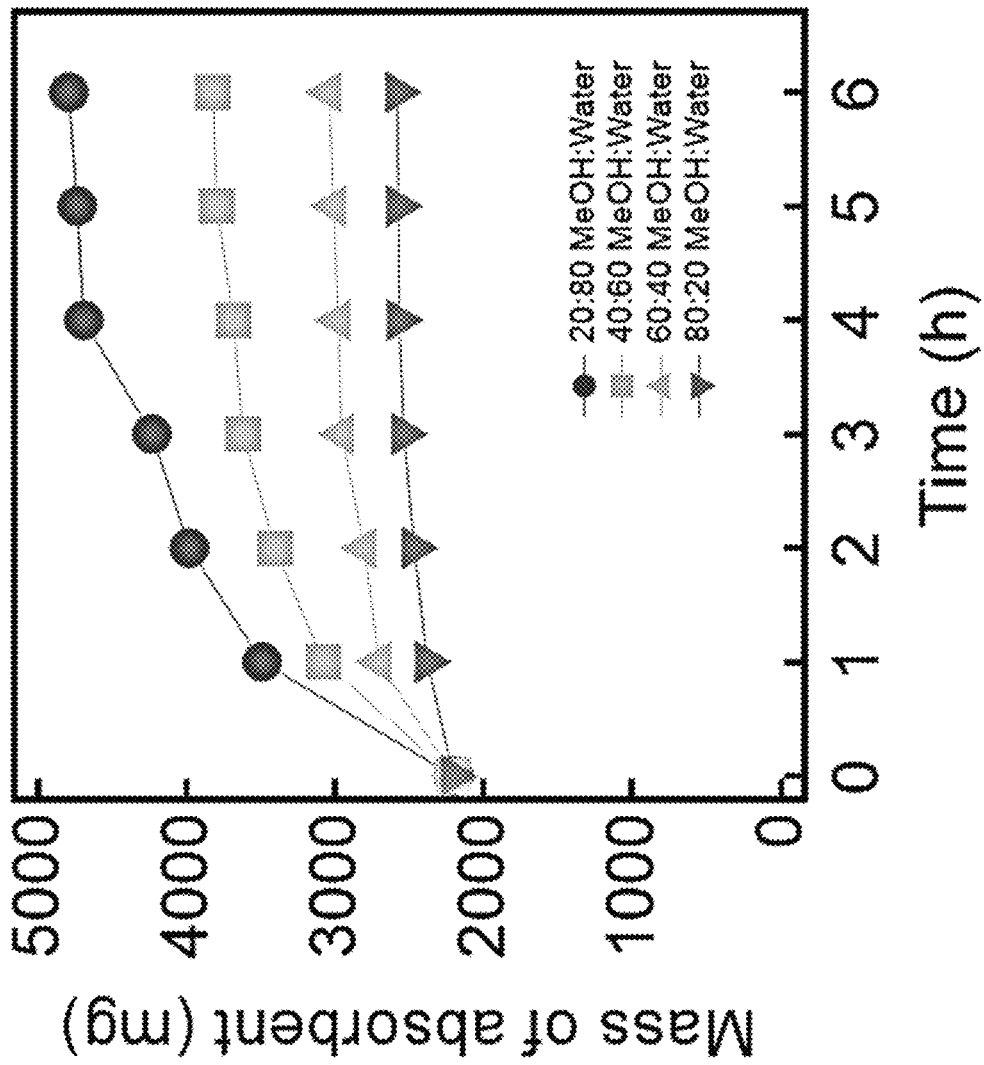 Mass of absorbent (mg)
5000
4000
3000
2000
1000
0
20:80 MeOH:Water
40:60 MeOH:Water
60:40 MeOH:Water
80:20 MeOH:Water
0 1 2 3 4 5 6
Time (h)